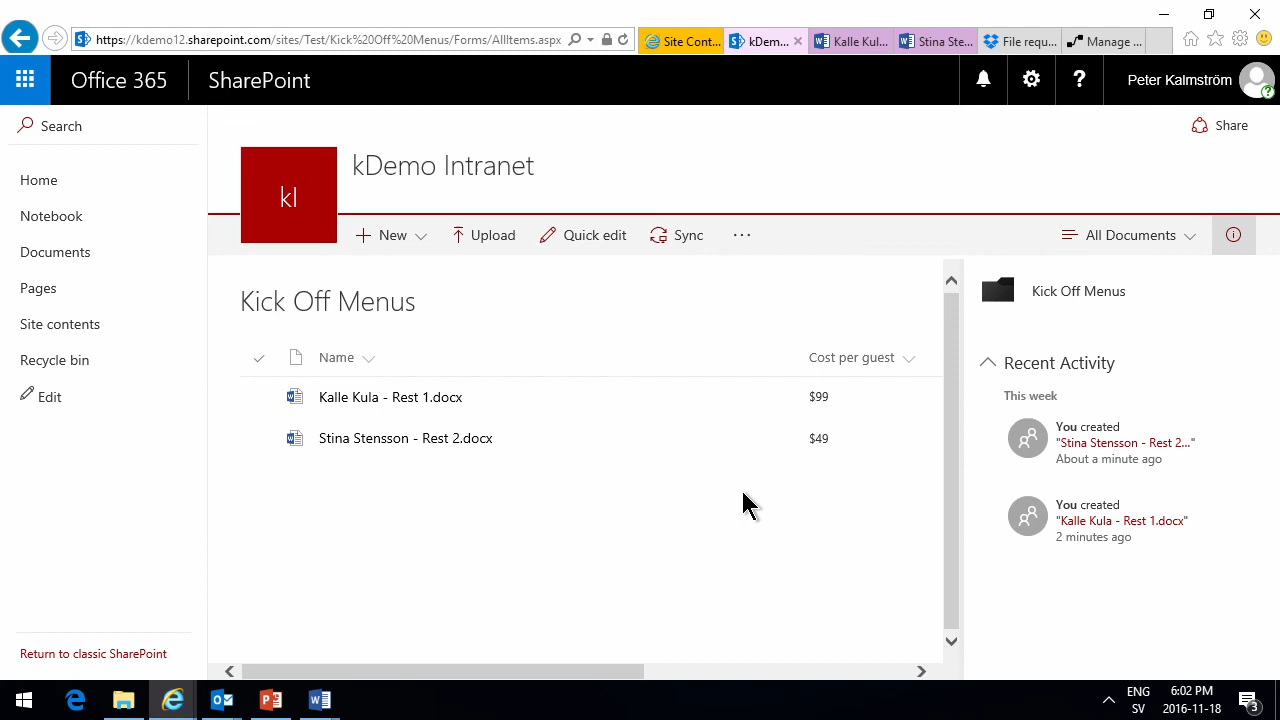 https://kdemo12.sharepoint.com/sites/Test/Kick%20Off%20Menus/Forms/AllItems.aspx
Site Cont...
kDem...
Kalle Kul...
Stina Ste...
File requ...
Manage ...
Office 365
SharePoint
?
Peter Kalmström
Search
Share
kI
kDemo Intranet
Home
Notebook
Documents
Pages
Site contents
Recycle bin
Edit
Return to classic SharePoint
New
Upload
Quick edit
Sync
...
All Documents
Kick Off Menus
Name
Cost per guest
Kalle Kula - Rest 1.docx
$99
Stina Stensson - Rest 2.docx
$49
Kick Off Menus
Recent Activity
This week
You created
"Stina Stensson - Rest 2..."
About a minute ago
You created
"Kalle Kula - Rest 1.docx"
2 minutes ago
ENG
SV
6:02 PM
2016-11-18
3